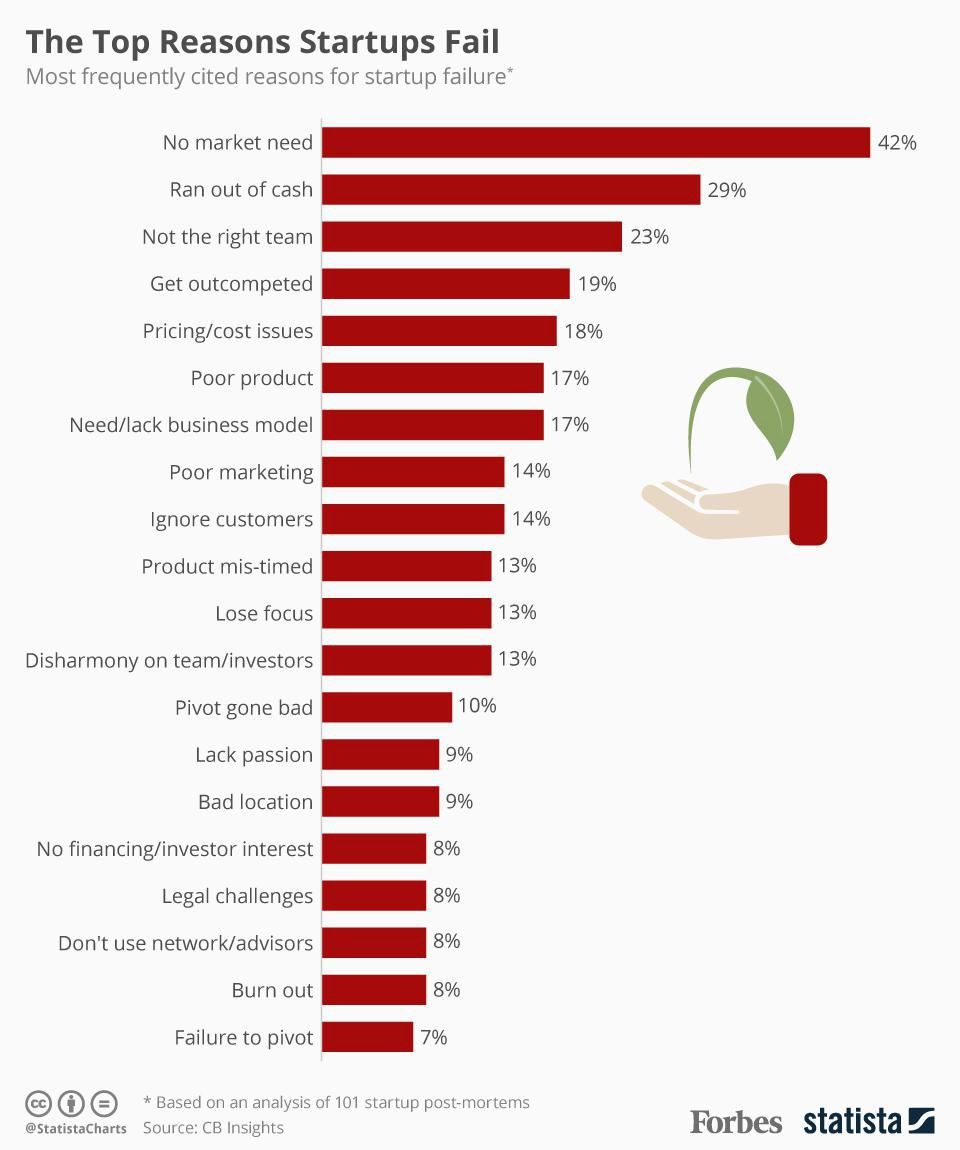 The Top Reasons Startups Fail
Most frequently cited reasons for startup failure*
No market need 42%
Ran out of cash 29%
Not the right team 23%
Get outcompeted 19%
Pricing/cost issues 18%
Poor product 17%
Need/lack business model 17%
Poor marketing 14%
Ignore customers 14%
Product mis-timed 13%
Lose focus 13%
Disharmony on team/investors 13%
Pivot gone bad 10%
Lack passion 9%
Bad location 9%
No financing/investor interest 8%
Legal challenges 8%
Don't use network/advisors 8%
Burn out 8%
Failure to pivot 7%
cc
@StatistaCharts
* Based on an analysis of 101 startup post-mortems
Source: CB Insights
Forbes statista